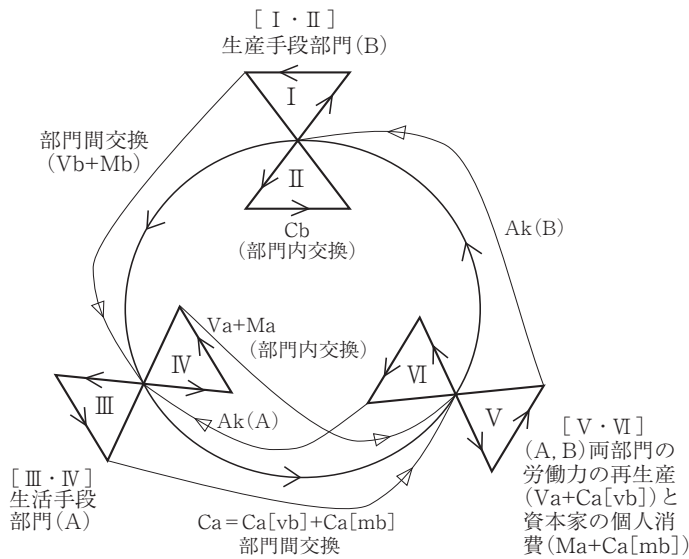 [Ⅰ・Ⅱ]
生産手段部門(B)
Ⅰ
部門間交換
(Vb+Mb)
Ⅱ
Cb
(部門内交換)
Ak(B)
Va+Ma
(部門内交換)
Ⅳ
Ⅲ
Ⅵ
Ⅴ
Ak(A)
[Ⅲ・Ⅳ]
生活手段
部門(A)
Ca=Ca[vb]+Ca[mb]
部門間交換
[Ⅴ・Ⅵ]
(A, B)両部門の
労働力の再生産
(Va+Ca[vb])と
資本家の個人消
費(Ma+Ca[mb])